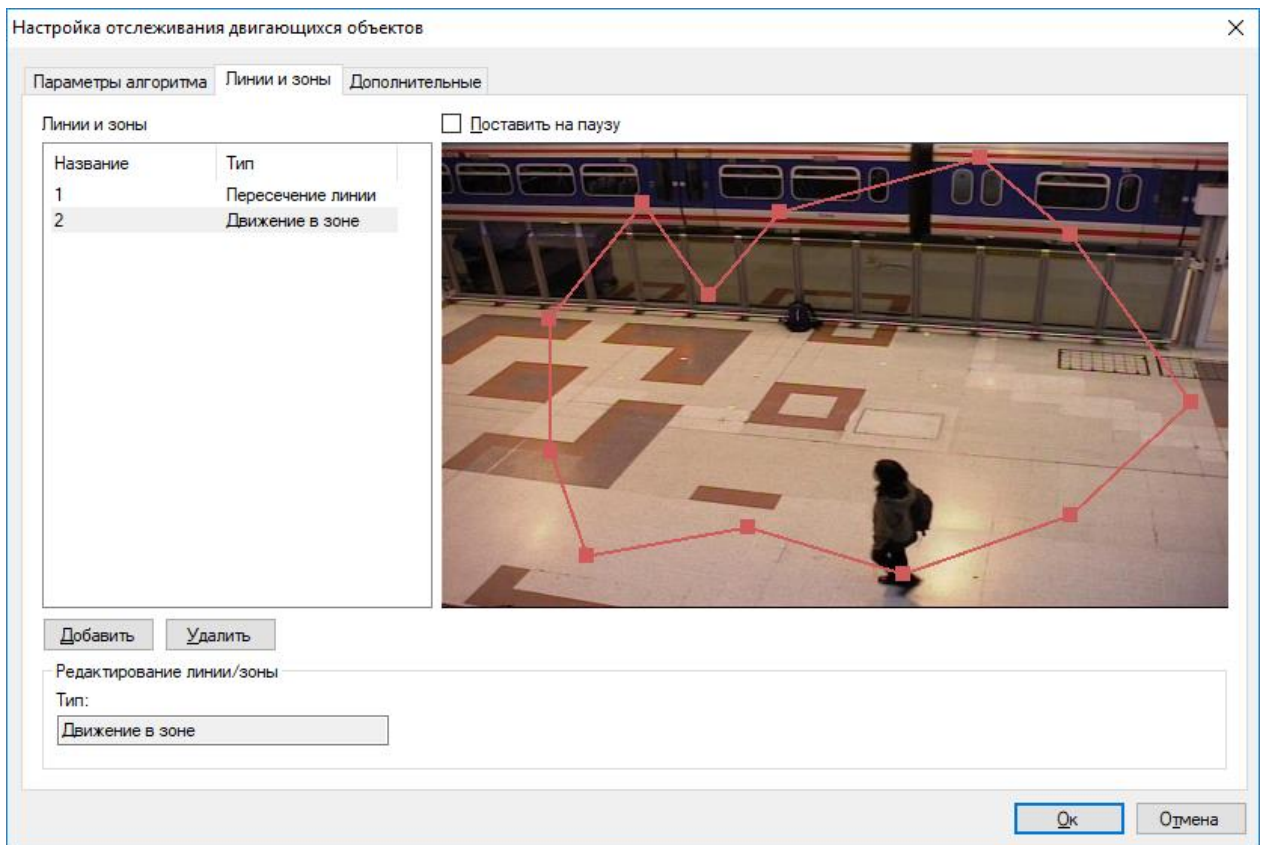 Настройка отслеживания двигающихся объектов
Параметры алгоритма Линии и зоны Дополнительные
Линии и зоны
Поставить на паузу
Название Тип
1 Пересечение линии
2 Движение в зоне
Добавить Удалить
Редактирование линии/зоны
Тип:
Движение в зоне
Ок Отмена